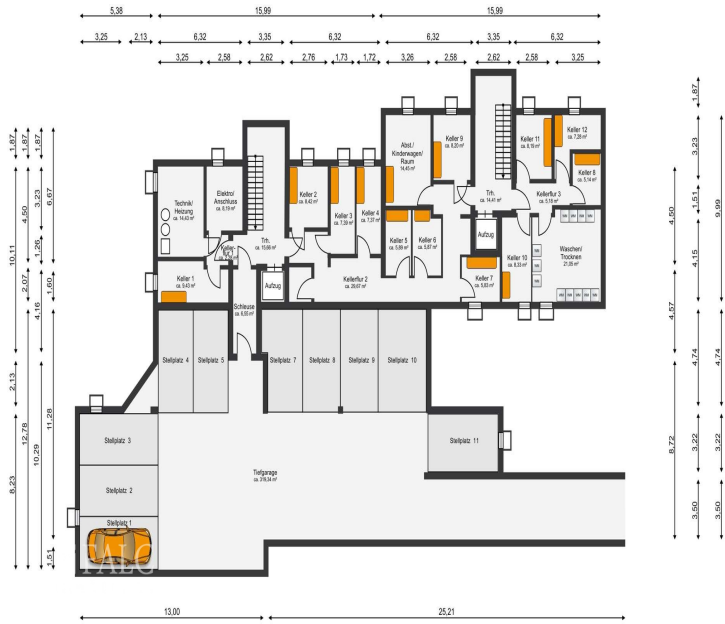 5,38
15,99
15,99
6,32
3,35
6,32
6,32
3,35
6,32
3,25
2,13
3,25
2,58
2,62
2,76
1,73
1,72
3,26
2,58
2,62
2,58
3,25
1,87
1,87
1,87
10,11
4,50
3,23
6,67
1,26
2,07
1,60
4,16
2,13
12,78
11,28
10,29
8,23
1,51
1,87
3,23
1,51
9,99
4,50
4,15
4,57
4,74
4,74
8,72
3,22
3,22
3,50
3,50
Abst./
Kinderwagen/
Raum
ca. 14,45 m²
Keller 9
ca. 8,20 m²
Keller 11
ca. 8,19 m²
Keller 12
ca. 7,28 m²
Keller 8
ca. 5,14 m²
Trh.
ca. 14,41 m²
Kellerflur 3
ca. 5,18 m²
Technik/
Heizung
ca. 14,43 m²
Elektro/
Anschluss
ca. 8,19 m²
Keller 2
ca. 8,42 m²
Keller 3
ca. 7,39 m²
Keller 4
ca. 7,37 m²
Keller 5
ca. 5,89 m²
Keller 6
ca. 5,87 m²
Aufzug
Keller 10
ca. 8,33 m²
Waschen/
Trocknen
ca. 21,05 m²
Trh.
Keller 1
ca. 9,43 m²
Aufzug
Kellerflur 2
ca. 29,67 m²
Keller 7
ca. 5,83 m²
Schleuse
ca. 6,55 m²
Stellplatz 4
Stellplatz 5
Stellplatz 7
Stellplatz 8
Stellplatz 9
Stellplatz 10
Stellplatz 3
Stellplatz 11
Stellplatz 2
Tiefgarage
ca. 319,34 m²
Stellplatz 1
13,00
25,21